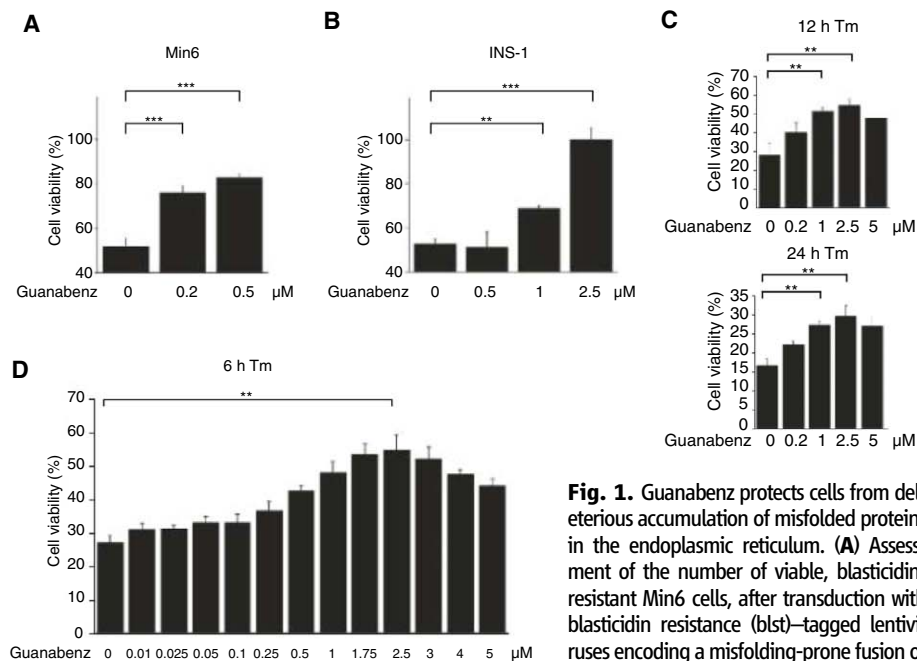 A
Min6
***
***
Cell viability (%)
100
80
60
40
Guanabenz 0 0.2 0.5 µM
B
INS-1
***
**
Cell viability (%)
100
80
60
40
Guanabenz 0 0.5 1 2.5 µM
C
12 h Tm
**
**
Cell viability (%)
70
60
50
40
30
20
10
0
Guanabenz 0 0.2 1 2.5 5 µM
24 h Tm
**
**
Cell viability (%)
35
30
25
20
15
10
5
0
Guanabenz 0 0.2 1 2.5 5 µM
D
6 h Tm
**
Cell viability (%)
70
60
50
40
30
20
10
0
Guanabenz 0 0.01 0.025 0.05 0.1 0.25 0.5 1 1.75 2.5 3 4 5 µM
Fig. 1. Guanabenz protects cells from del
eterious accumulation of misfolded protein
in the endoplasmic reticulum. (A) Assess
ment of the number of viable, blasticidin
resistant Min6 cells, after transduction with
blasticidin resistance (blst)–tagged lentivi
ruses encoding a misfolding-prone fusion o